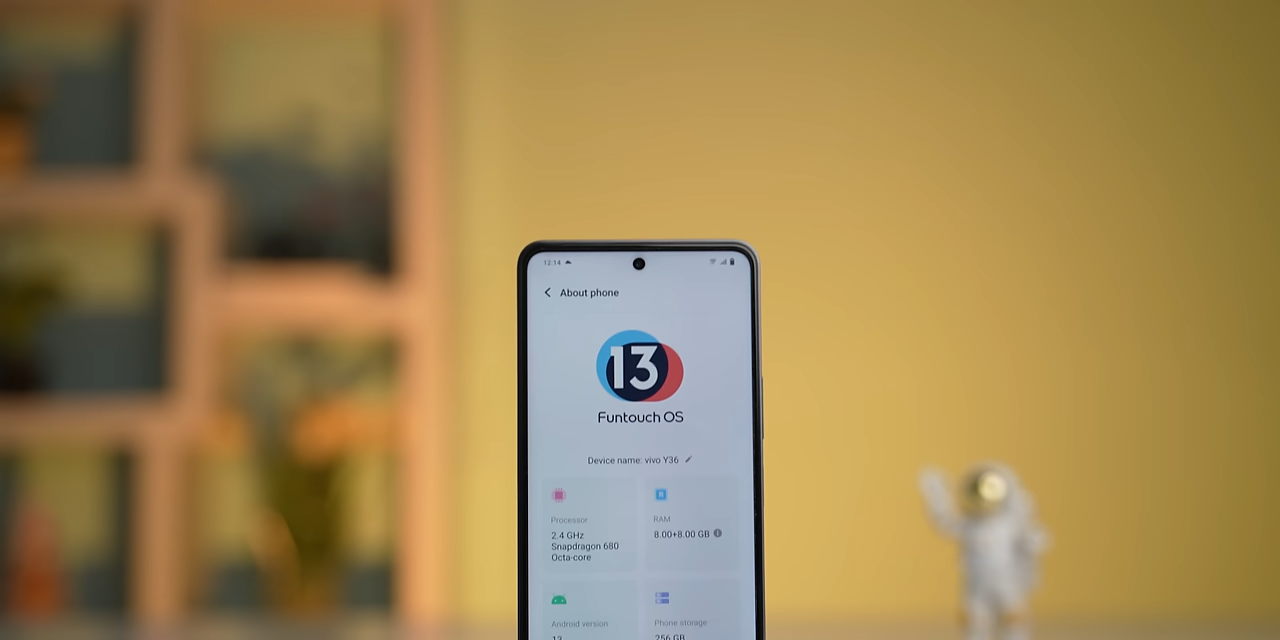 12:14
About phone
13
Funtouch OS
Device name: vivo Y36
Processor
2.4 GHz
Snapdragon 680
Octa-core
RAM
8.00+8.00 GB
Android version
13
Phone storage
256 GB